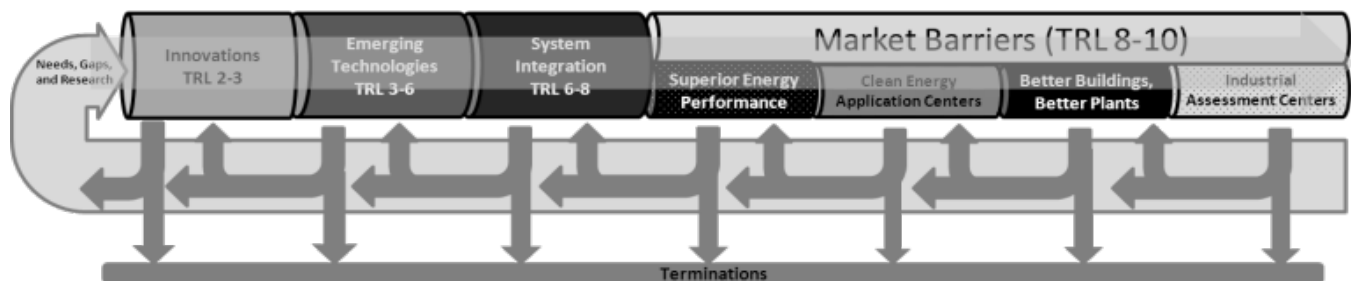 Needs, Gaps,
and Research
Innovations
TRL 2-3
Emerging
Technologies
TRL 3-6
System
Integration
TRL 6-8
Market Barriers (TRL 8-10)
Superior Energy
Performance
Clean Energy
Application Centers
Better Buildings,
Better Plants
Industrial
Assessment Centers
Terminations